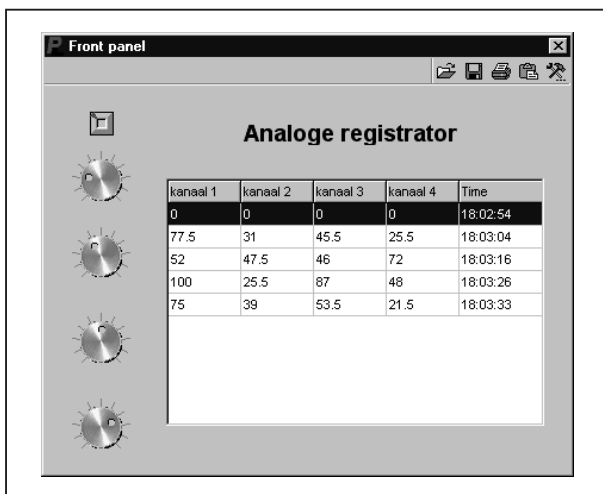 Front panel
Analoge registrator
kanaal 1 kanaal 2 kanaal 3 kanaal 4 Time
0 0 0 0 18:02:54
77.5 31 45.5 25.5 18:03:04
52 47.5 46 72 18:03:16
100 25.5 87 48 18:03:26
75 39 53.5 21.5 18:03:33